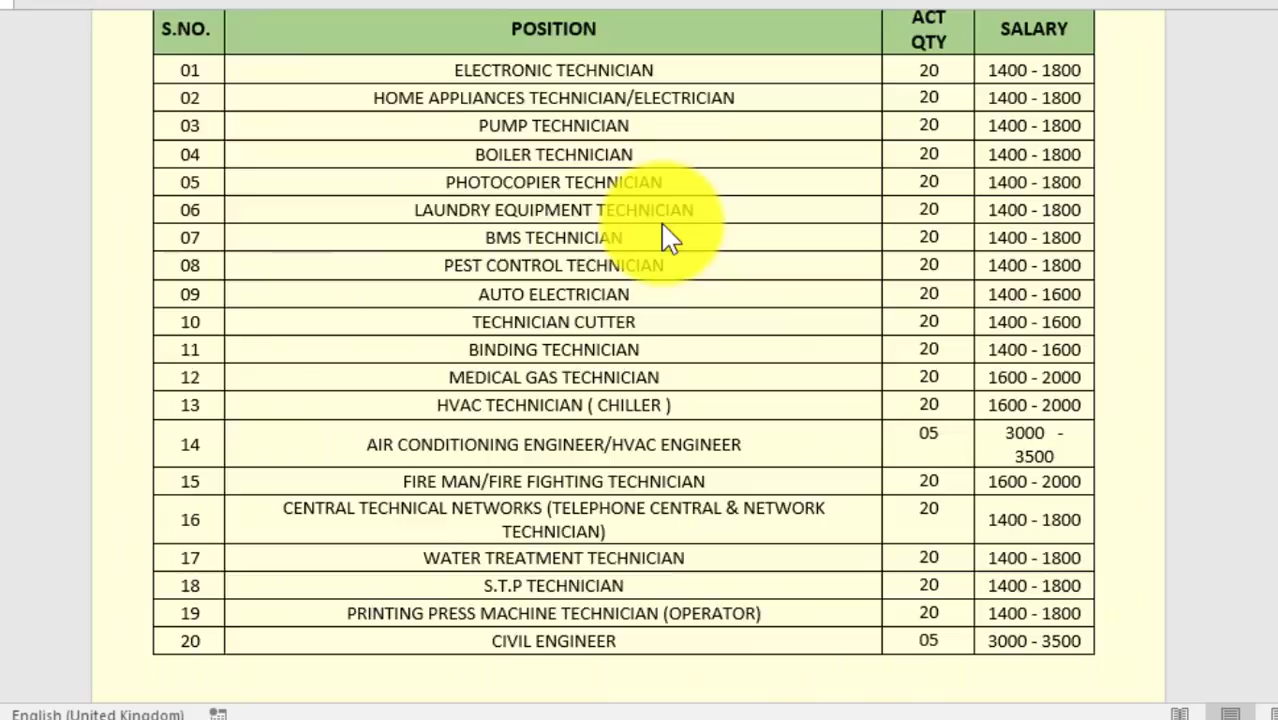 S.NO. POSITION ACT QTY SALARY
01 ELECTRONIC TECHNICIAN 20 1400 - 1800
02 HOME APPLIANCES TECHNICIAN/ELECTRICIAN 20 1400 - 1800
03 PUMP TECHNICIAN 20 1400 - 1800
04 BOILER TECHNICIAN 20 1400 - 1800
05 PHOTOCOPIER TECHNICIAN 20 1400 - 1800
06 LAUNDRY EQUIPMENT TECHNICIAN 20 1400 - 1800
07 BMS TECHNICIAN 20 1400 - 1800
08 PEST CONTROL TECHNICIAN 20 1400 - 1800
09 AUTO ELECTRICIAN 20 1400 - 1600
10 TECHNICIAN CUTTER 20 1400 - 1600
11 BINDING TECHNICIAN 20 1400 - 1600
12 MEDICAL GAS TECHNICIAN 20 1600 - 2000
13 HVAC TECHNICIAN ( CHILLER ) 20 1600 - 2000
14 AIR CONDITIONING ENGINEER/HVAC ENGINEER 05 3000 - 3500
15 FIRE MAN/FIRE FIGHTING TECHNICIAN 20 1600 - 2000
16 CENTRAL TECHNICAL NETWORKS (TELEPHONE CENTRAL & NETWORK TECHNICIAN) 20 1400 - 1800
17 WATER TREATMENT TECHNICIAN 20 1400 - 1800
18 S.T.P TECHNICIAN 20 1400 - 1800
19 PRINTING PRESS MACHINE TECHNICIAN (OPERATOR) 20 1400 - 1800
20 CIVIL ENGINEER 05 3000 - 3500
English (United Kingdom)